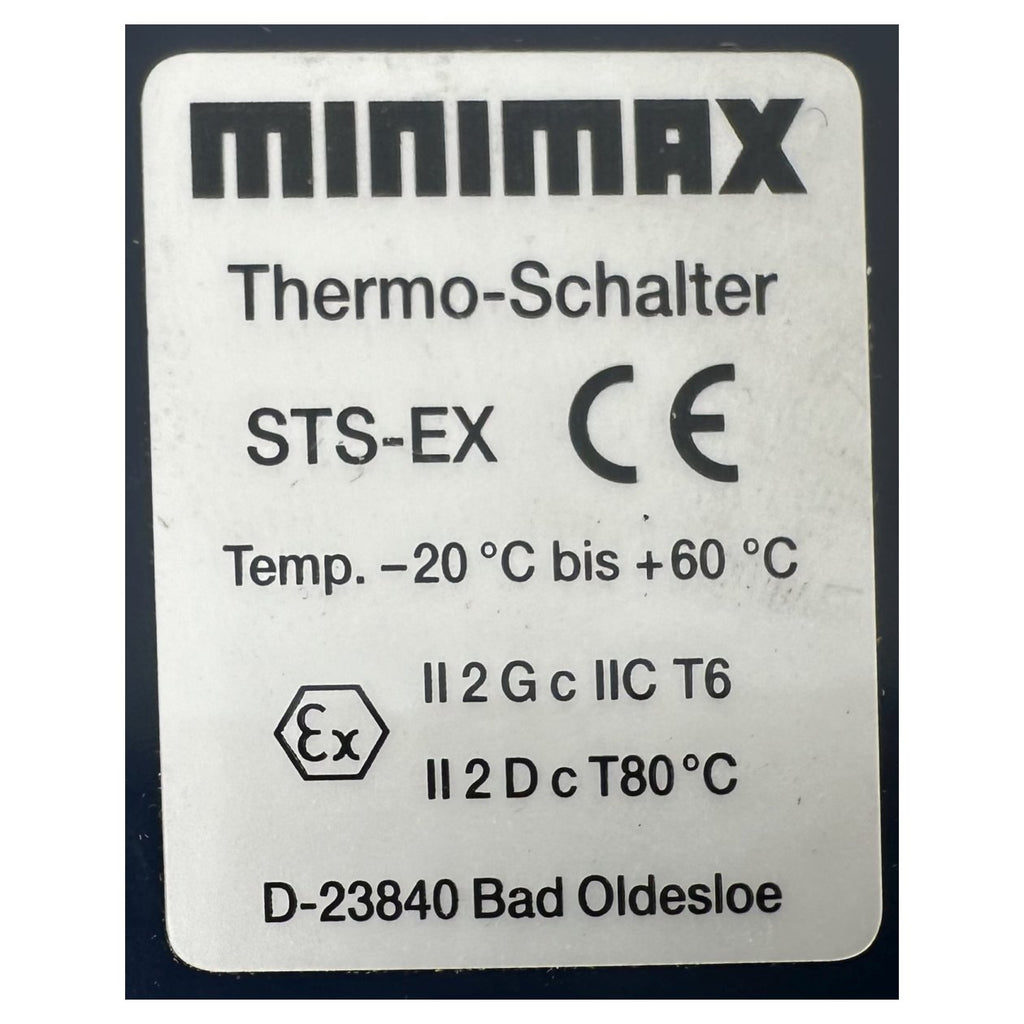 MINIMAX
Thermo-Schalter
STS-EX CE
Temp. –20 °C bis +60 °C
Ex II 2 G c IIC T6
II 2 D c T80°C
D-23840 Bad Oldesloe